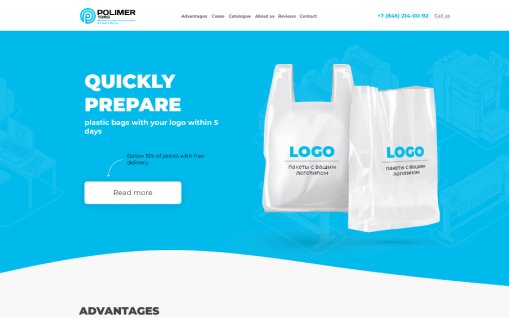 POLIMER
TORG
Advantages Cases Catalogue About us Reviews Contact
+7 (846) 214-00-92
Call us
QUICKLY
PREPARE
plastic bags with your logo within 5
days
Below 15% of prices with free
delivery
Read more
LOGO
пакеты с вашим
логотипом
LOGO
пакеты с вашим
логотипом
ADVANTAGES